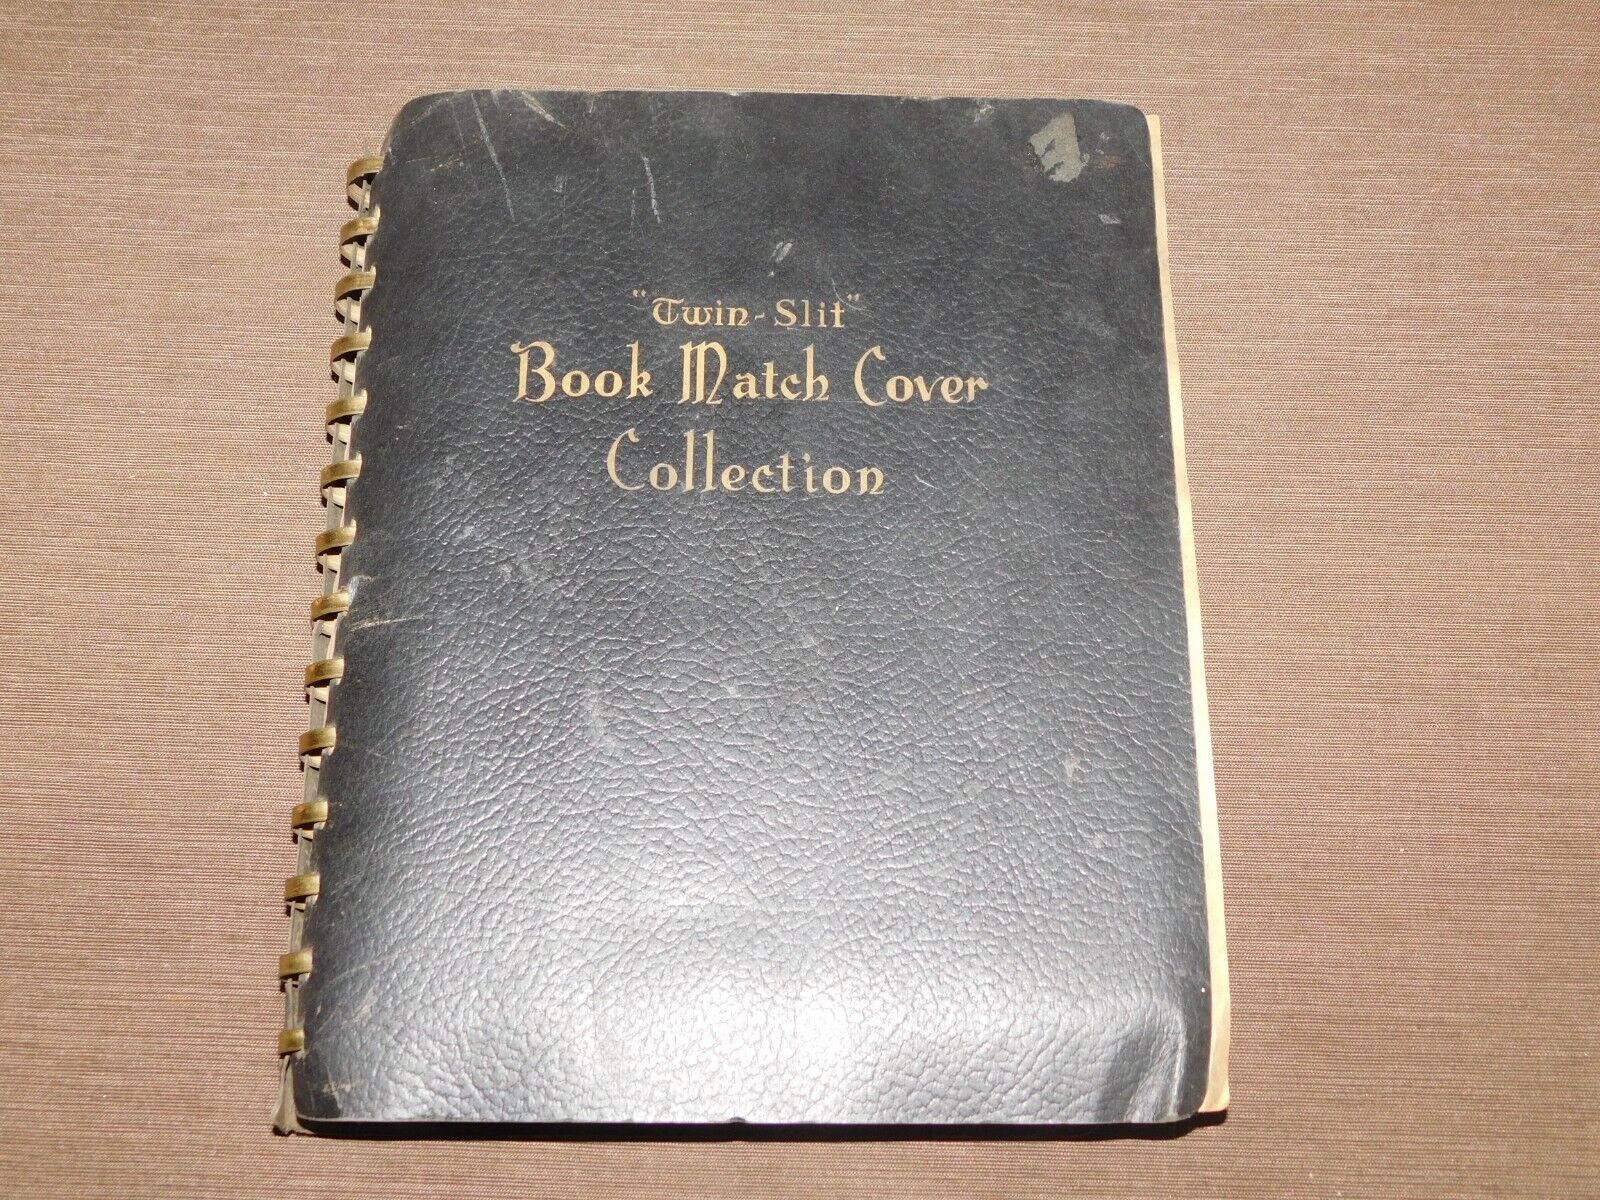 "Twin-Slit"
Book Match Cover
Collection